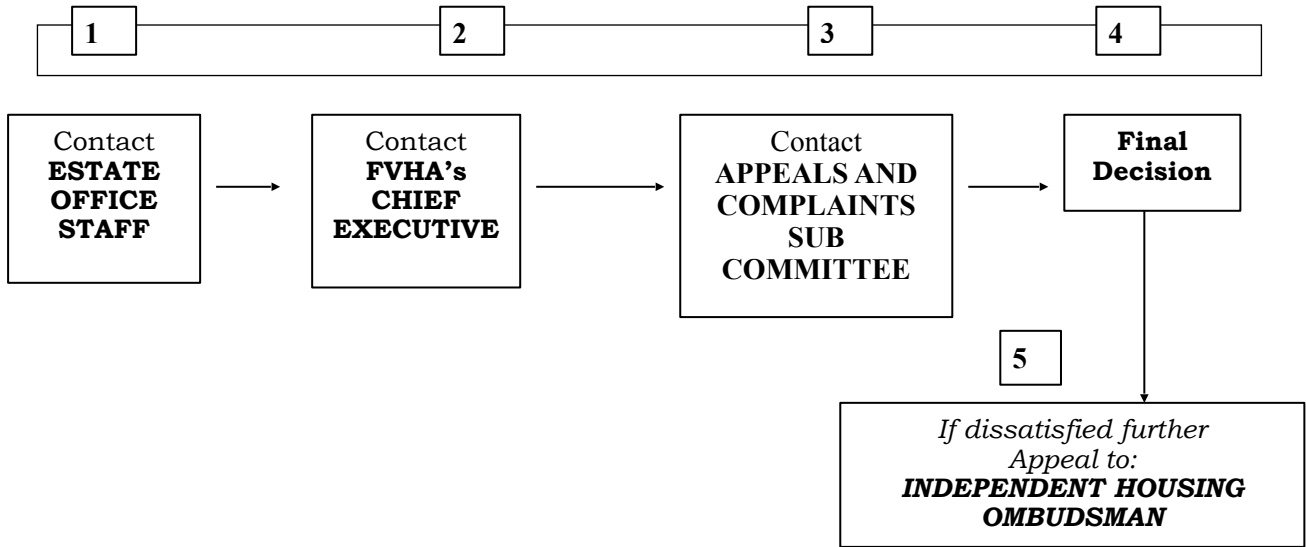 1
2
3
4
Contact
ESTATE
OFFICE
STAFF
Contact
FVHA's
CHIEF
EXECUTIVE
Contact
APPEALS AND
COMPLAINTS
SUB
COMMITTEE
Final
Decision
5
If dissatisfied further
Appeal to:
INDEPENDENT HOUSING
OMBUDSMAN